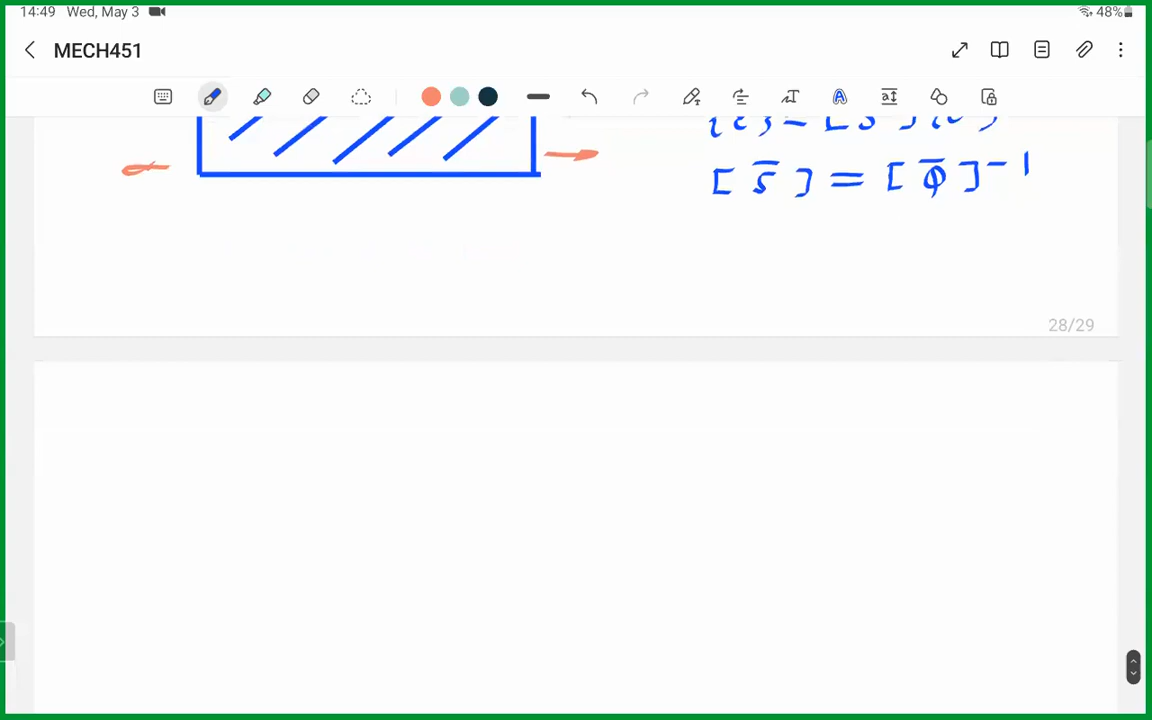 14:49 Wed, May 3 48%
MECH451
[ s̄ ] = [ Φ̄ ]⁻¹
28/29